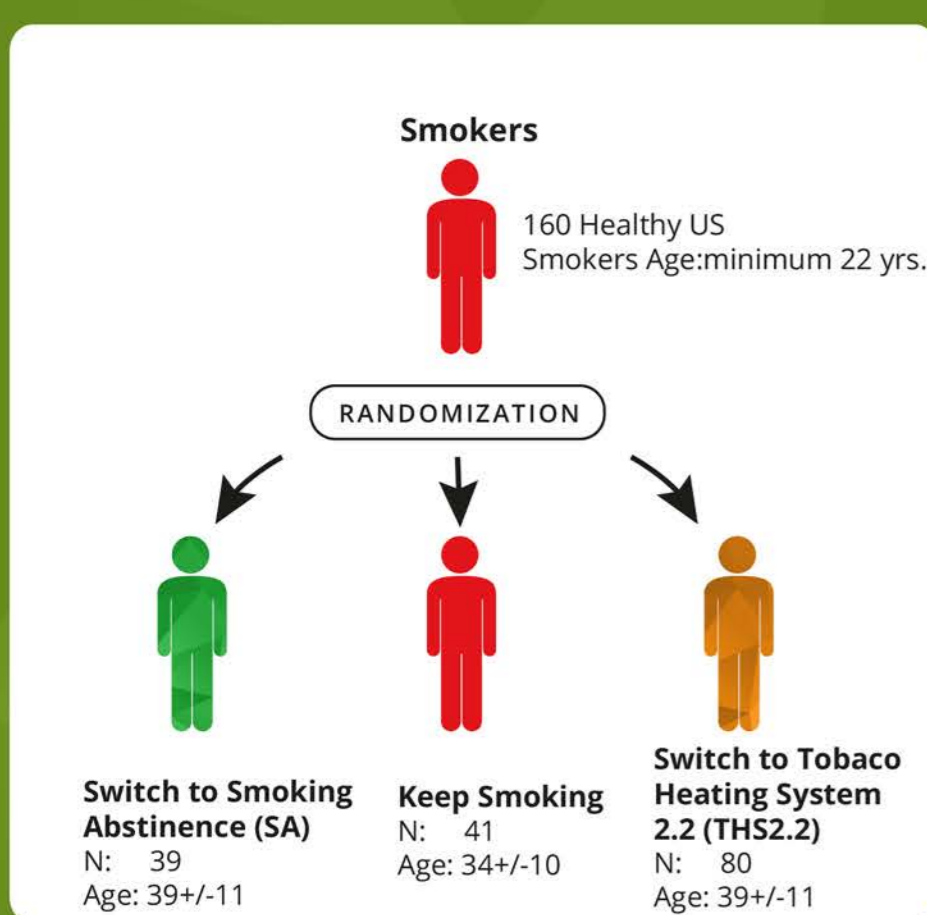 Smokers
160 Healthy US
Smokers Age:minimum 22 yrs.
RANDOMIZATION
Switch to Smoking
Abstinence (SA)
N: 39
Age: 39+/-11
Keep Smoking
N: 41
Age: 34+/-10
Switch to Tobaco
Heating System
2.2 (THS2.2)
N: 80
Age: 39+/-11